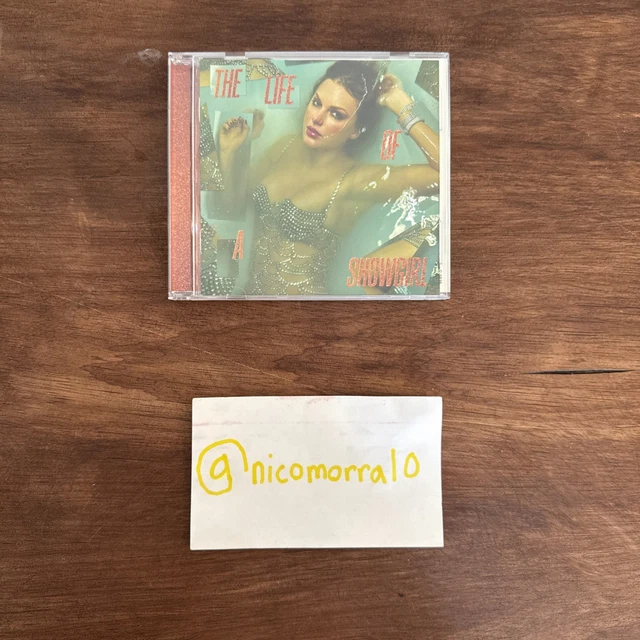 THE LIFE
OF
A
SHOWGIRL
@nicomorra10